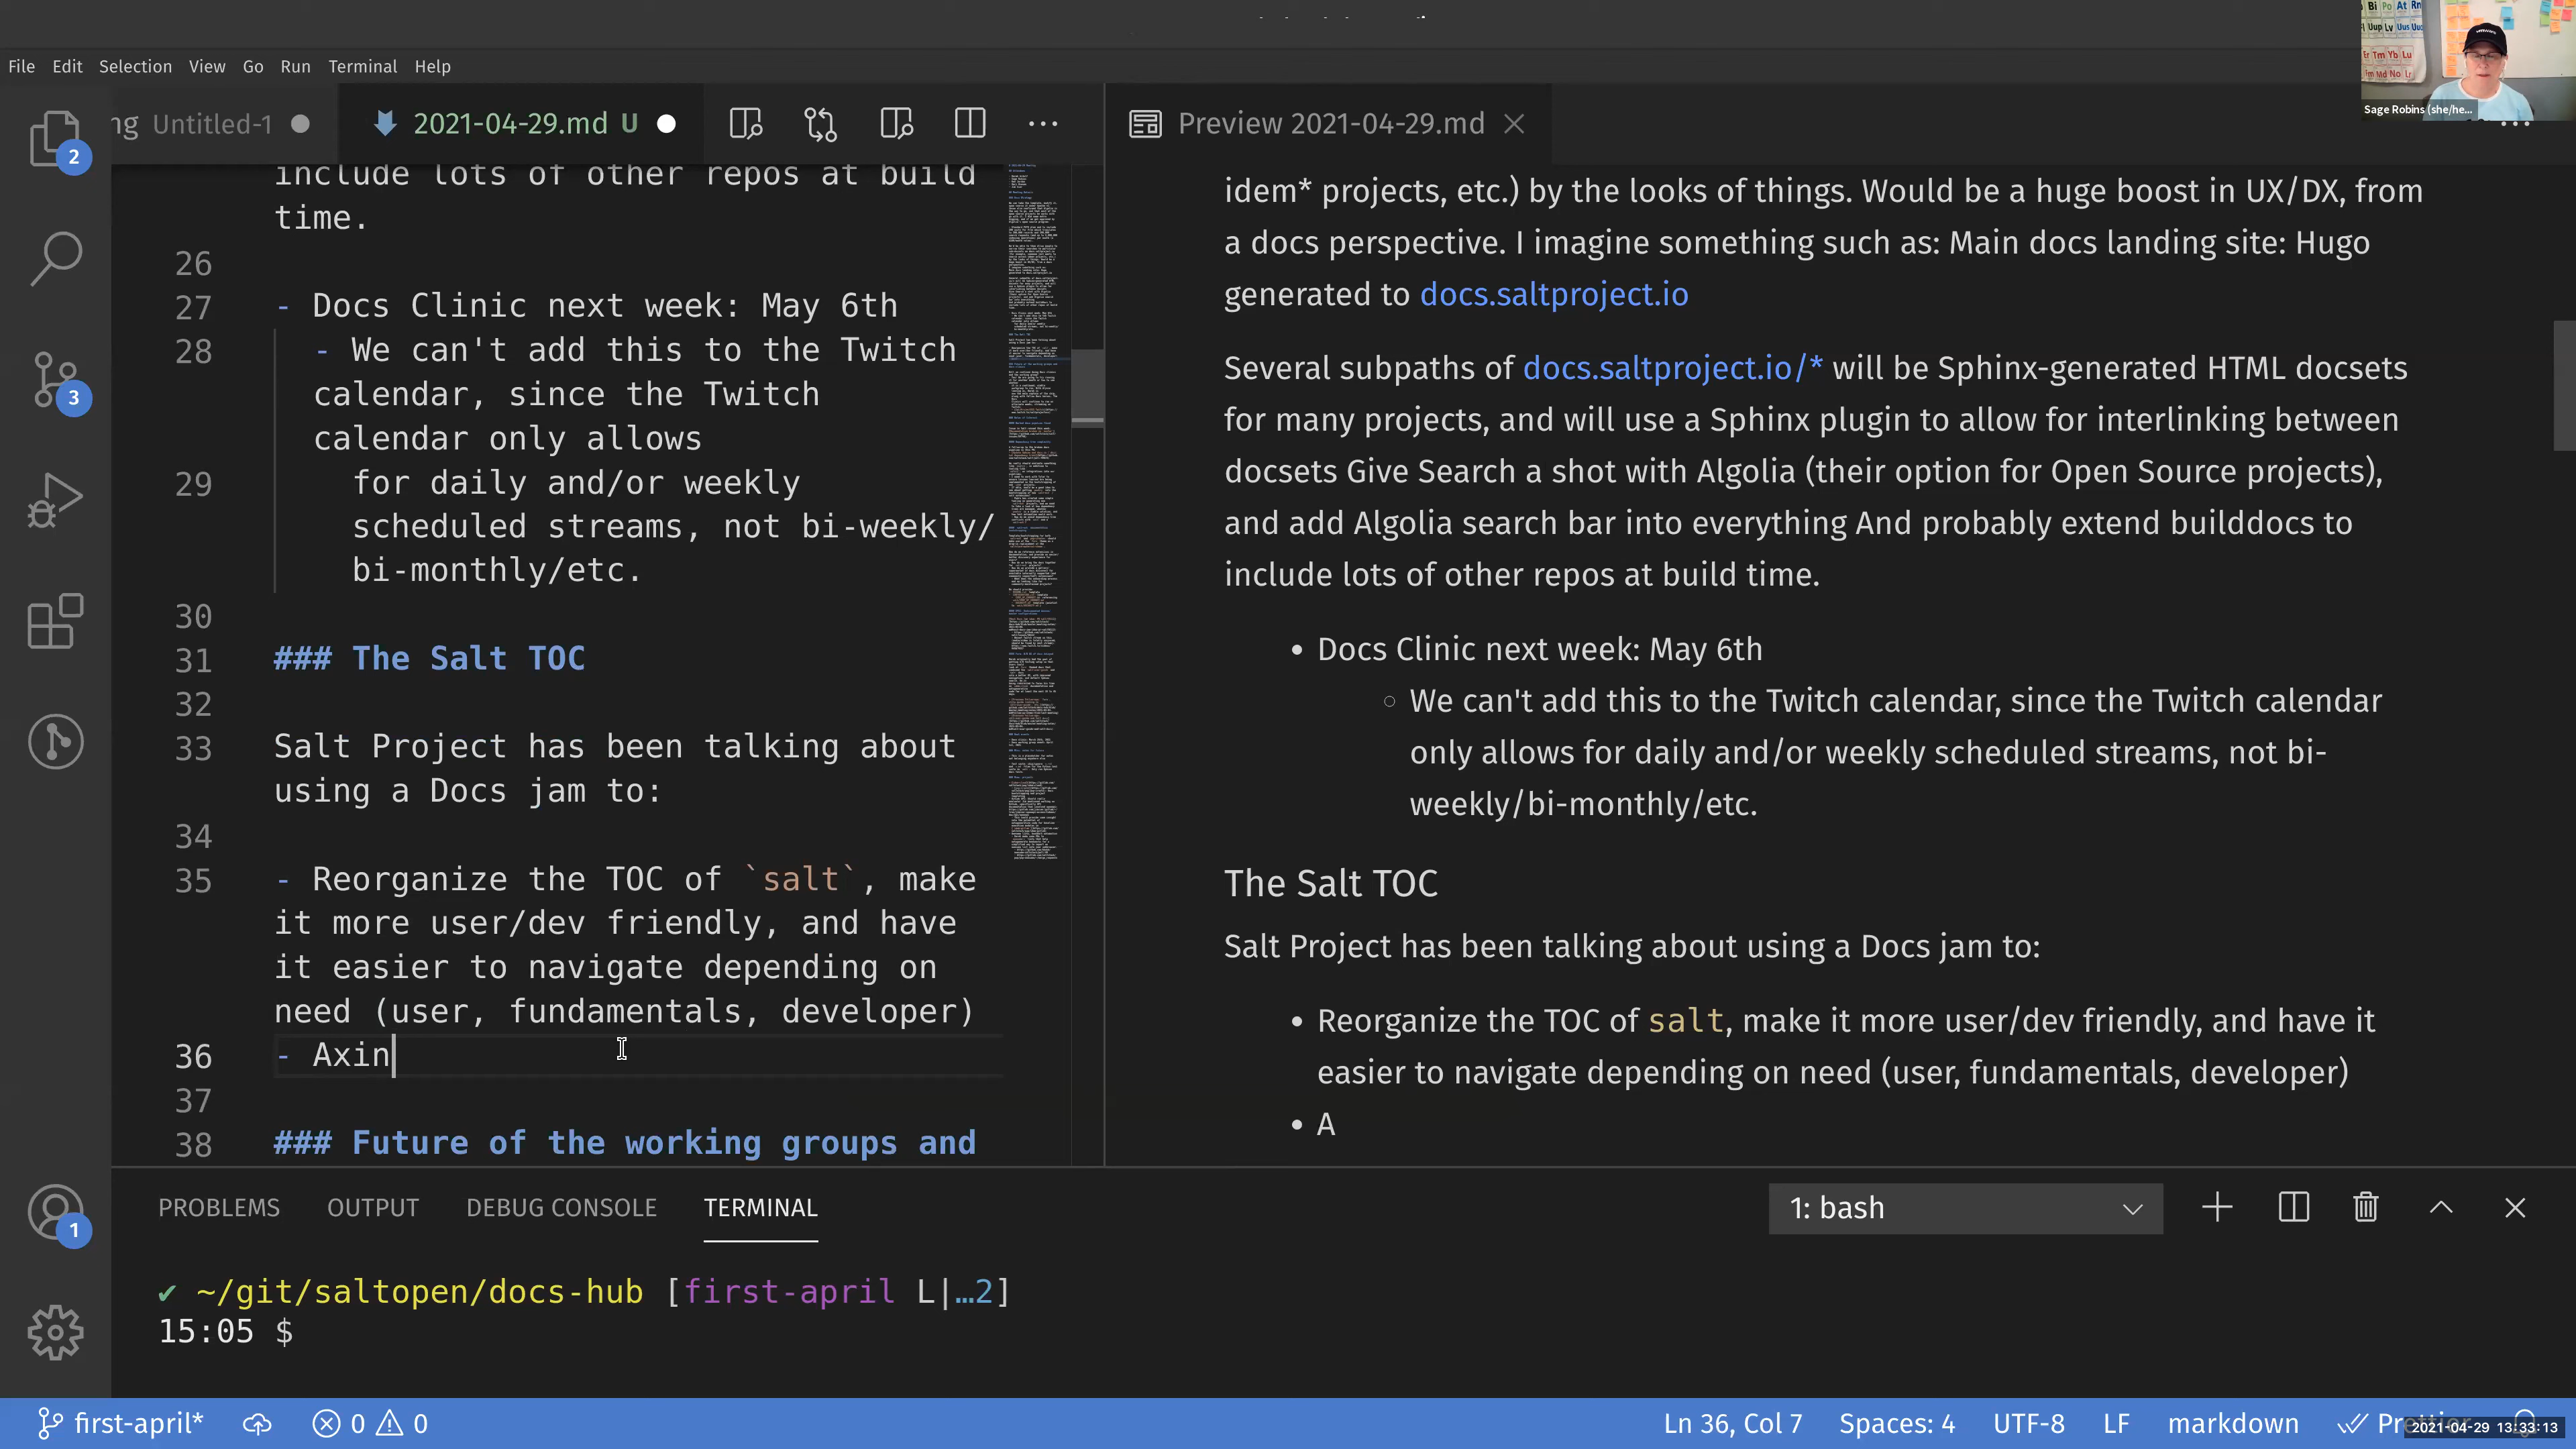 File Edit Selection View Go Run Terminal Help
Sage Robins (she/he...
ng Untitled-1
2021-04-29.md U
Preview 2021-04-29.md
include lots of other repos at build
time.
26
27 - Docs Clinic next week: May 6th
28 - We can't add this to the Twitch
calendar, since the Twitch
calendar only allows
29 for daily and/or weekly
scheduled streams, not bi-weekly/
bi-monthly/etc.
30
31 ### The Salt TOC
32
33 Salt Project has been talking about
using a Docs jam to:
34
35 - Reorganize the TOC of `salt`, make
it more user/dev friendly, and have
it easier to navigate depending on
need (user, fundamentals, developer)
36 - Axin
37
38 ### Future of the working groups and
idem* projects, etc.) by the looks of things. Would be a huge boost in UX/DX, from
a docs perspective. I imagine something such as: Main docs landing site: Hugo
generated to docs.saltproject.io
Several subpaths of docs.saltproject.io/* will be Sphinx-generated HTML docsets
for many projects, and will use a Sphinx plugin to allow for interlinking between
docsets Give Search a shot with Algolia (their option for Open Source projects),
and add Algolia search bar into everything And probably extend builddocs to
include lots of other repos at build time.
• Docs Clinic next week: May 6th
○ We can't add this to the Twitch calendar, since the Twitch calendar
only allows for daily and/or weekly scheduled streams, not bi-
weekly/bi-monthly/etc.
The Salt TOC
Salt Project has been talking about using a Docs jam to:
• Reorganize the TOC of salt, make it more user/dev friendly, and have it
easier to navigate depending on need (user, fundamentals, developer)
• A
2
3
1
PROBLEMS OUTPUT DEBUG CONSOLE TERMINAL
1: bash
✔ ~/git/saltopen/docs-hub [first-april L|…2]
15:05 $
first-april* 0 0
Ln 36, Col 7 Spaces: 4 UTF-8 LF markdown
2021-04-29 13:33:13